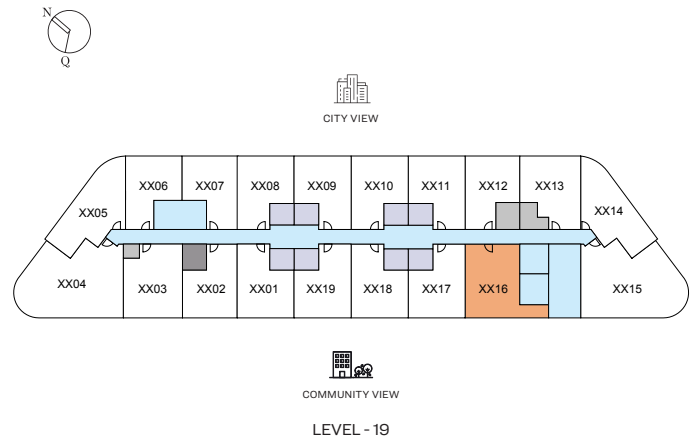 N
Q
CITY VIEW
XX06 XX07 XX08 XX09 XX10 XX11 XX12 XX13
XX05 XX14
XX04 XX03 XX02 XX01 XX19 XX18 XX17 XX16 XX15
COMMUNITY VIEW
LEVEL - 19